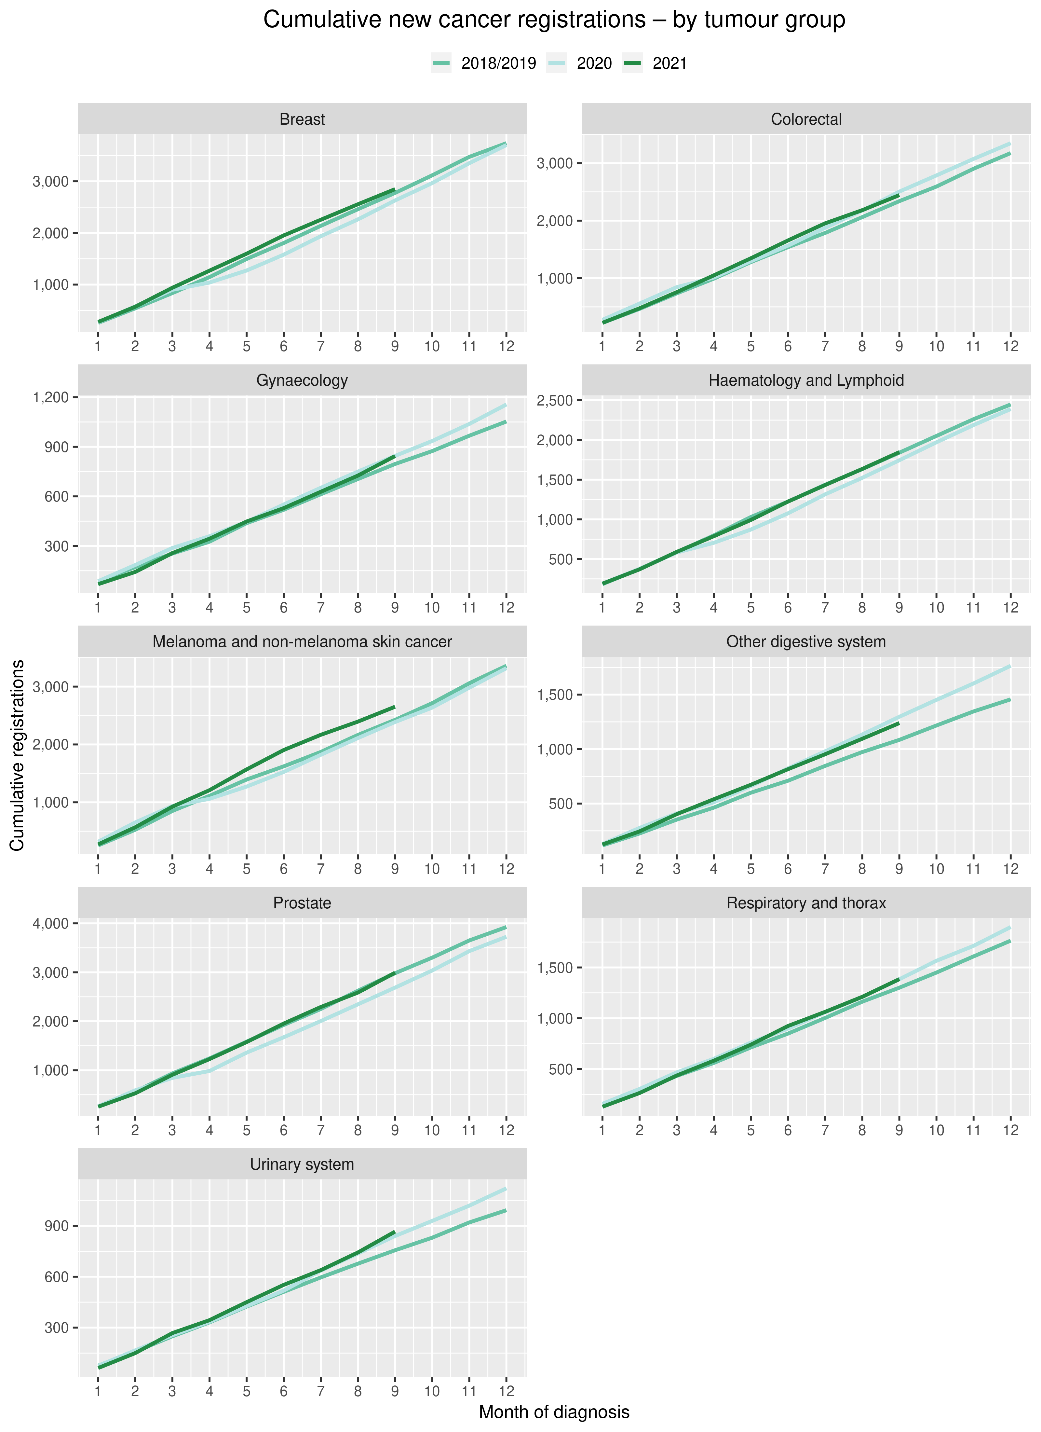 Cumulative new cancer registrations – by tumour group
2018/2019 2020 2021
Breast
3,000
2,000
1,000
1 2 3 4 5 6 7 8 9 10 11 12
Colorectal
3,000
2,000
1,000
1 2 3 4 5 6 7 8 9 10 11 12
Gynaecology
1,200
900
600
300
1 2 3 4 5 6 7 8 9 10 11 12
Haematology and Lymphoid
2,500
2,000
1,500
1,000
500
1 2 3 4 5 6 7 8 9 10 11 12
Cumulative registrations
Melanoma and non-melanoma skin cancer
3,000
2,000
1,000
1 2 3 4 5 6 7 8 9 10 11 12
Other digestive system
1,500
1,000
500
1 2 3 4 5 6 7 8 9 10 11 12
Prostate
4,000
3,000
2,000
1,000
1 2 3 4 5 6 7 8 9 10 11 12
Respiratory and thorax
1,500
1,000
500
1 2 3 4 5 6 7 8 9 10 11 12
Urinary system
900
600
300
1 2 3 4 5 6 7 8 9 10 11 12
Month of diagnosis